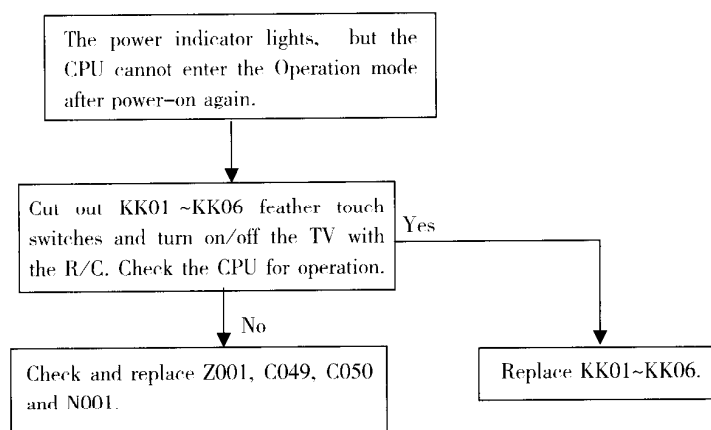 The power indicator lights, but the
CPU cannot enter the Operation mode
after power-on again.
Cut out KK01~KK06 feather touch
switches and turn on/off the TV with
the R/C. Check the CPU for operation.
Yes
No
Check and replace Z001, C049, C050
and N001.
Replace KK01~KK06.